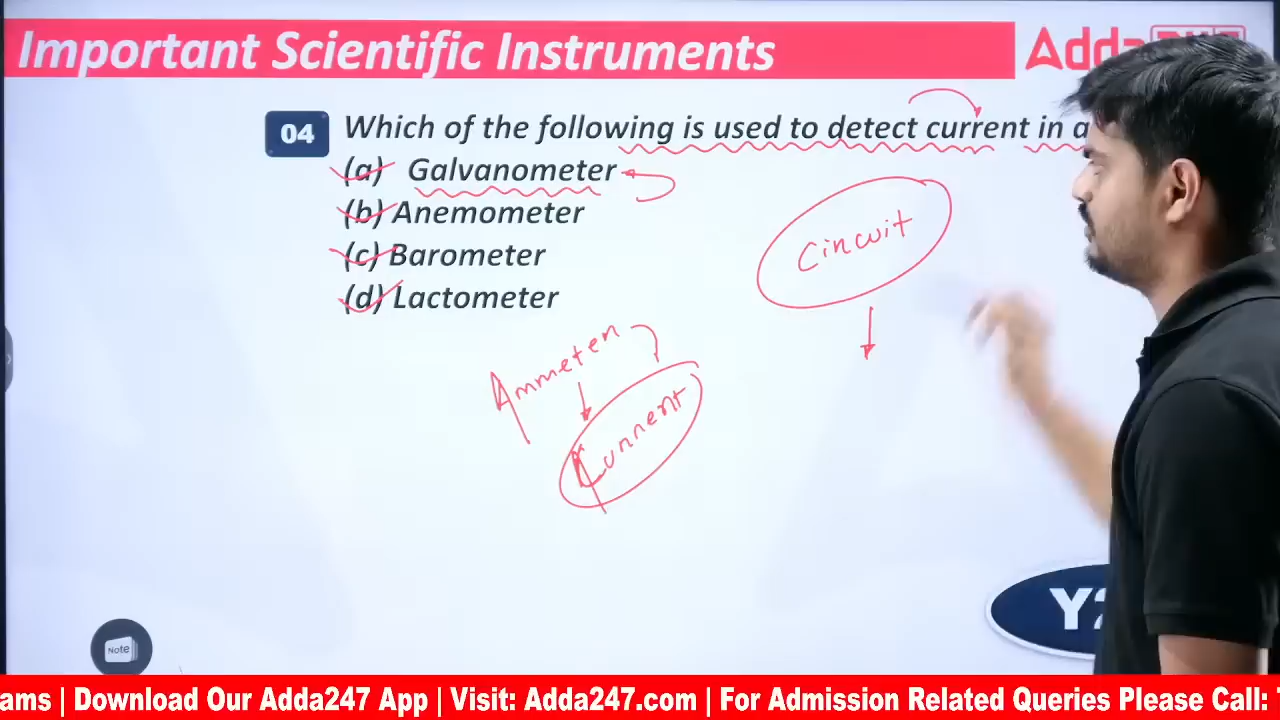 Important Scientific Instruments
Adda247
04
Which of the following is used to detect current in a
(a) Galvanometer
(b) Anemometer
(c) Barometer
(d) Lactometer
Circuit
Ammeter
Current
Note
ams | Download Our Adda247 App | Visit: Adda247.com | For Admission Related Queries Please Call: